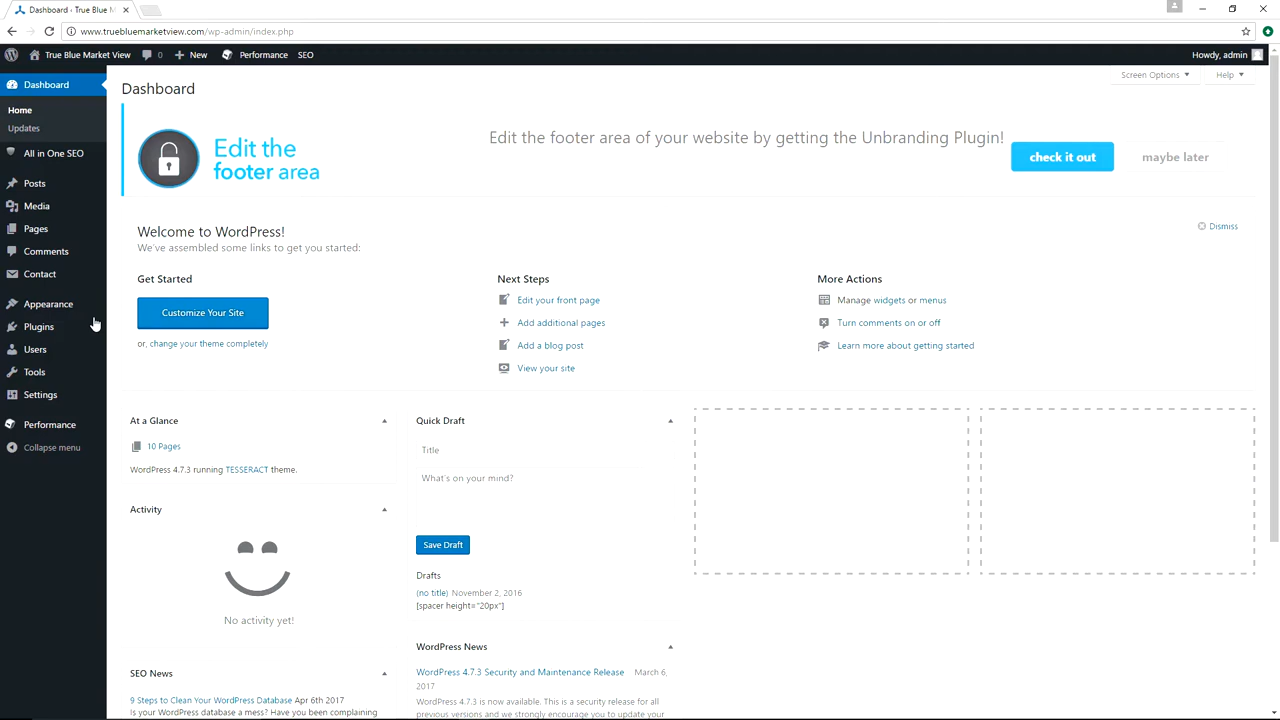 Dashboard ‹ True Blue M
www.truebluemarketview.com/wp-admin/index.php
True Blue Market View 0 New Performance SEO Howdy, admin
Dashboard
Home
Updates
All in One SEO
Posts
Media
Pages
Comments
Contact
Appearance
Plugins
Users
Tools
Settings
Performance
Collapse menu
Screen Options Help
Dashboard
Edit the
footer area
Edit the footer area of your website by getting the Unbranding Plugin!
check it out
maybe later
Welcome to WordPress!
Dismiss
We've assembled some links to get you started:
Get Started
Customize Your Site
or, change your theme completely
Next Steps
Edit your front page
Add additional pages
Add a blog post
View your site
More Actions
Manage widgets or menus
Turn comments on or off
Learn more about getting started
At a Glance
10 Pages
WordPress 4.7.3 running TESSERACT theme.
Activity
No activity yet!
SEO News
9 Steps to Clean Your WordPress Database Apr 6th 2017
Is your WordPress database a mess? Have you been complaining
Quick Draft
Title
What's on your mind?
Save Draft
Drafts
(no title) November 2, 2016
[spacer height="20px"]
WordPress News
WordPress 4.7.3 Security and Maintenance Release March 6,
2017
WordPress 4.7.3 is now available. This is a security release for all
previous versions and we strongly encourage you to update your